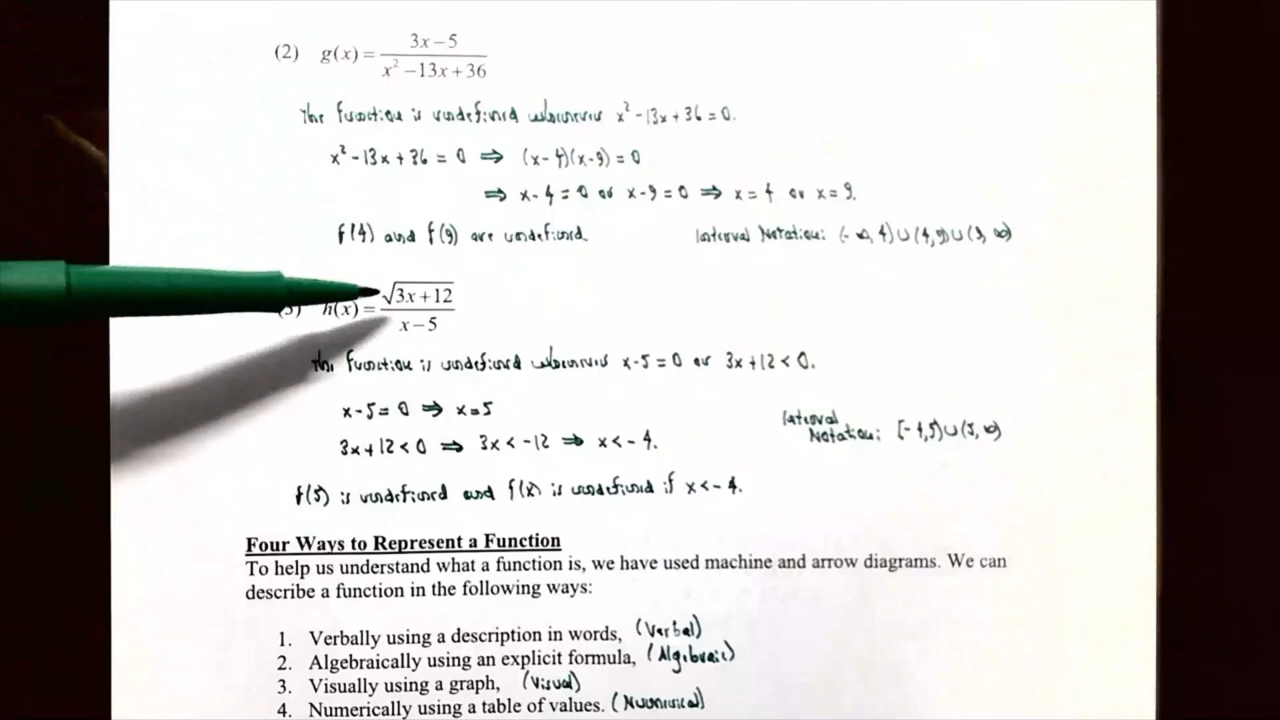 (2) g(x) = \frac{3x-5}{x^2-13x+36}
The function is undefined whenever x² - 13x + 36 = 0.
x² - 13x + 36 = 0 ⇒ (x-4)(x-9) = 0
⇒ x - 4 = 0 or x - 9 = 0 ⇒ x = 4 or x = 9.
f(4) and f(9) are undefined. Interval Notation: (-∞, 4) ∪ (4, 9) ∪ (9, ∞)
(3) h(x) = \frac{\sqrt{3x+12}}{x-5}
The function is undefined whenever x-5 = 0 or 3x+12 < 0.
x-5 = 0 ⇒ x = 5
3x+12 < 0 ⇒ 3x < -12 ⇒ x < -4.
Interval
Notation: [-4,5) ∪ (5, ∞)
f(5) is undefined and f(x) is undefined if x < -4.
Four Ways to Represent a Function
To help us understand what a function is, we have used machine and arrow diagrams. We can
describe a function in the following ways:
1. Verbally using a description in words, (Verbal)
2. Algebraically using an explicit formula, (Algebraic)
3. Visually using a graph, (Visual)
4. Numerically using a table of values. (Numerical)